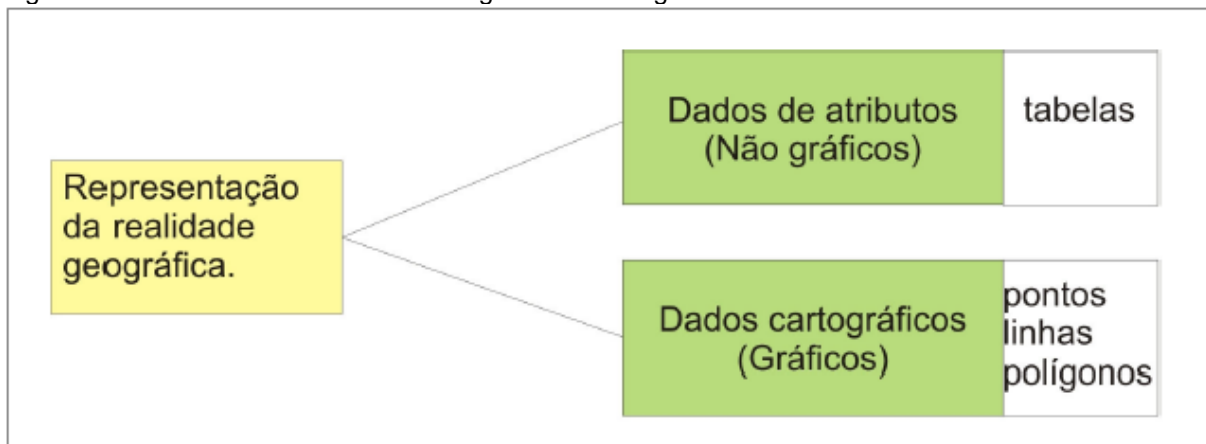 Representação
da realidade
geográfica.
Dados de atributos
(Não gráficos)
tabelas
Dados cartográficos
(Gráficos)
pontos
linhas
polígonos